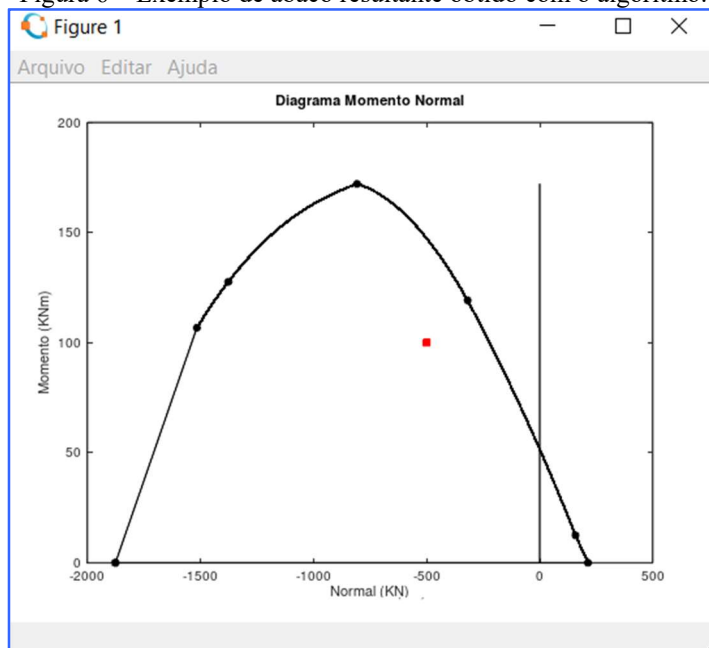 Figura 6 – Exemplo de ábaco resultante obtido com o algoritmo.
Figure 1
Arquivo Editar Ajuda
Diagrama Momento Normal
200
150
100
50
0
Momento (KNm)
-2000 -1500 -1000 -500 0 500
Normal (KN)